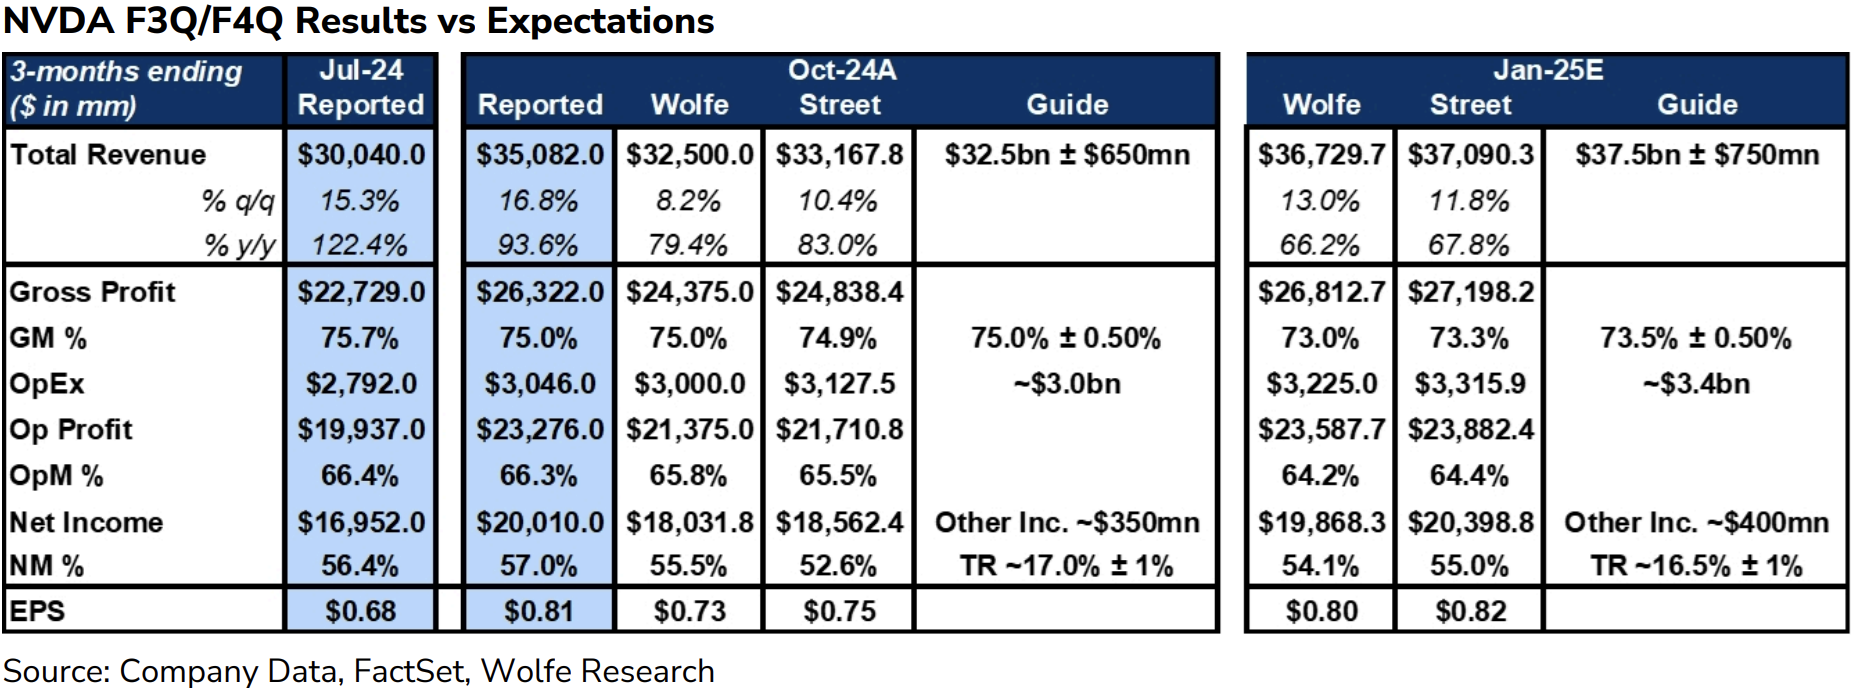 NVDA F3Q/F4Q Results vs Expectations
3-months ending Jul-24 Oct-24A Jan-25E
($ in mm) Reported Reported Wolfe Street Guide Wolfe Street Guide
Total Revenue $30,040.0 $35,082.0 $32,500.0 $33,167.8 $32.5bn ± $650mn $36,729.7 $37,090.3 $37.5bn ± $750mn
% q/q 15.3% 16.8% 8.2% 10.4% 13.0% 11.8%
% y/y 122.4% 93.6% 79.4% 83.0% 66.2% 67.8%
Gross Profit $22,729.0 $26,322.0 $24,375.0 $24,838.4 $26,812.7 $27,198.2
GM % 75.7% 75.0% 75.0% 74.9% 75.0% ± 0.50% 73.0% 73.3% 73.5% ± 0.50%
OpEx $2,792.0 $3,046.0 $3,000.0 $3,127.5 ~$3.0bn $3,225.0 $3,315.9 ~$3.4bn
Op Profit $19,937.0 $23,276.0 $21,375.0 $21,710.8 $23,587.7 $23,882.4
OpM % 66.4% 66.3% 65.8% 65.5% 64.2% 64.4%
Net Income $16,952.0 $20,010.0 $18,031.8 $18,562.4 Other Inc. ~$350mn $19,868.3 $20,398.8 Other Inc. ~$400mn
NM % 56.4% 57.0% 55.5% 52.6% TR ~17.0% ± 1% 54.1% 55.0% TR ~16.5% ± 1%
EPS $0.68 $0.81 $0.73 $0.75 $0.80 $0.82
Source: Company Data, FactSet, Wolfe Research